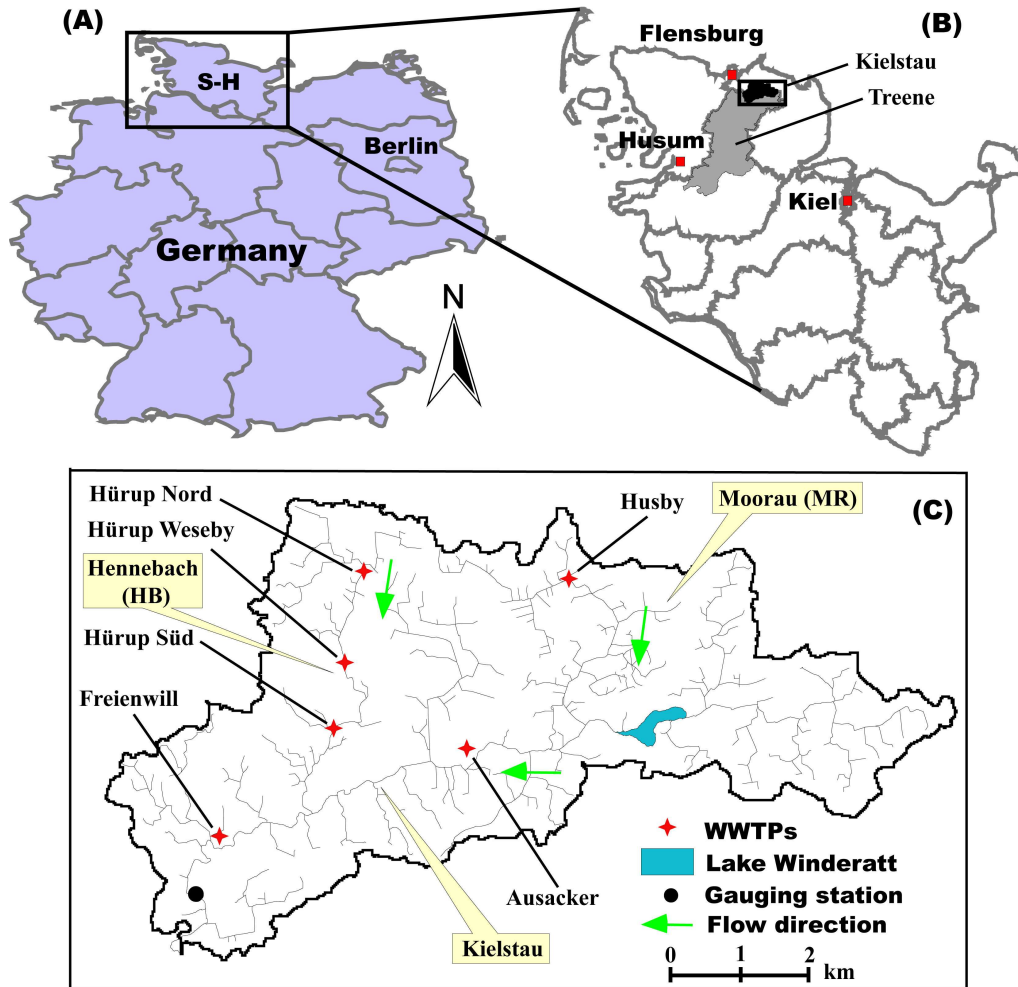 (A)
S-H
Berlin
Germany
N
(B)
Flensburg
Kielstau
Treene
Husum
Kiel
(C)
Hürup Nord
Hürup Weseby
Hennebach
(HB)
Hürup Süd
Freienwill
Husby
Moorau (MR)
Ausacker
Kielstau
WWTPs
Lake Winderatt
Gauging station
Flow direction
0 1 2
km